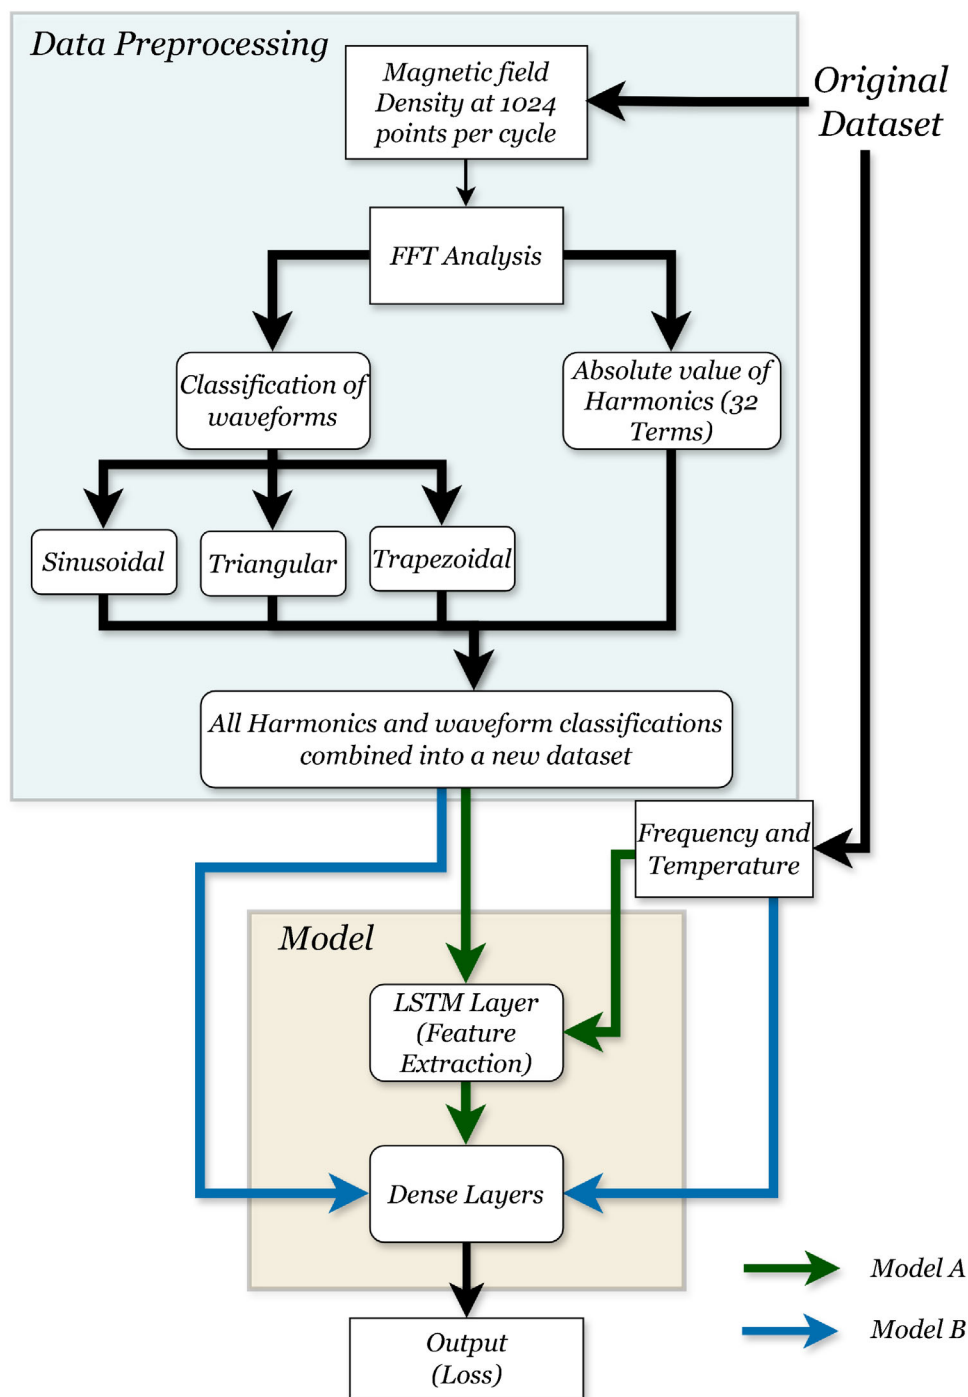 Data Preprocessing
Magnetic field
Density at 1024
points per cycle
Original
Dataset
FFT Analysis
Classification of
waveforms
Absolute value of
Harmonics (32
Terms)
Sinusoidal
Triangular
Trapezoidal
All Harmonics and waveform classifications
combined into a new dataset
Frequency and
Temperature
Model
LSTM Layer
(Feature
Extraction)
Dense Layers
Model A
Model B
Output
(Loss)